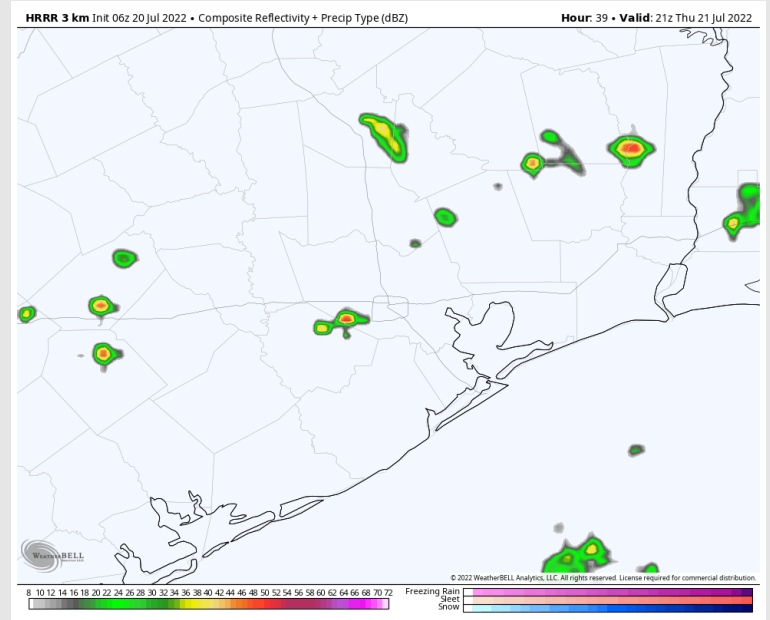 HRRR 3 km Init 06z 20 Jul 2022 • Composite Reflectivity + Precip Type (dBZ) Hour: 39 • Valid: 21z Thu 21 Jul 2022
WEATHERBELL
© 2022 WeatherBELL Analytics, LLC. All rights reserved. License required for commercial distribution.
8 10 12 14 16 18 20 22 24 26 28 30 32 34 36 38 40 42 44 46 48 50 52 54 56 58 60 62 64 66 68 70 72
Freezing Rain
Sleet
Snow